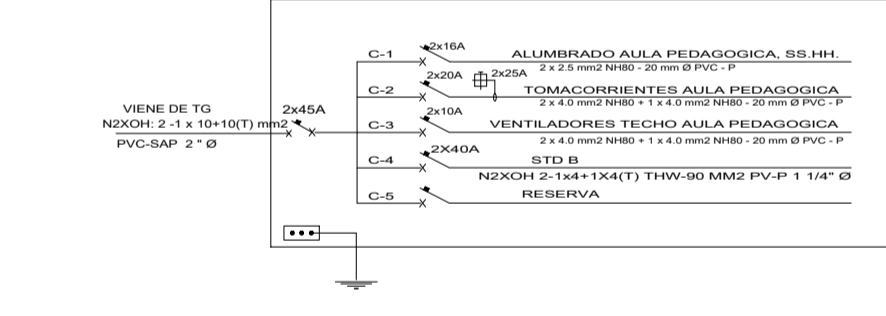 2x16A
C-1 ALUMBRADO AULA PEDAGOGICA, SS.HH.
2 x 2.5 mm2 NH80 - 20 mm Ø PVC - P
2x20A 2x25A
C-2 TOMACORRIENTES AULA PEDAGOGICA
2 x 4.0 mm2 NH80 + 1 x 4.0 mm2 NH80 - 20 mm Ø PVC - P
VIENE DE TG 2x45A 2x10A
N2XOH: 2 -1 x 10+10(T) mm2 C-3 VENTILADORES TECHO AULA PEDAGOGICA
PVC-SAP 2 " Ø 2 x 4.0 mm2 NH80 + 1 x 4.0 mm2 NH80 - 20 mm Ø PVC - P
2X40A
C-4 STD B
N2XOH 2-1x4+1X4(T) THW-90 MM2 PV-P 1 1/4" Ø
C-5 RESERVA